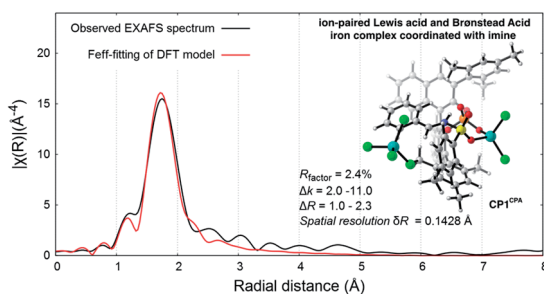 Observed EXAFS spectrum
Feff-fitting of DFT model
ion-paired Lewis acid and Brønstead Acid
iron complex coordinated with imine
|χ(R)|(Å⁻⁴)
20
15
10
5
0
R_factor = 2.4%
Δk = 2.0 -11.0
ΔR = 1.0 - 2.3
Spatial resolution δR = 0.1428 Å
CP1^CPA
0 1 2 3 4 5 6 7 8
Radial distance (Å)